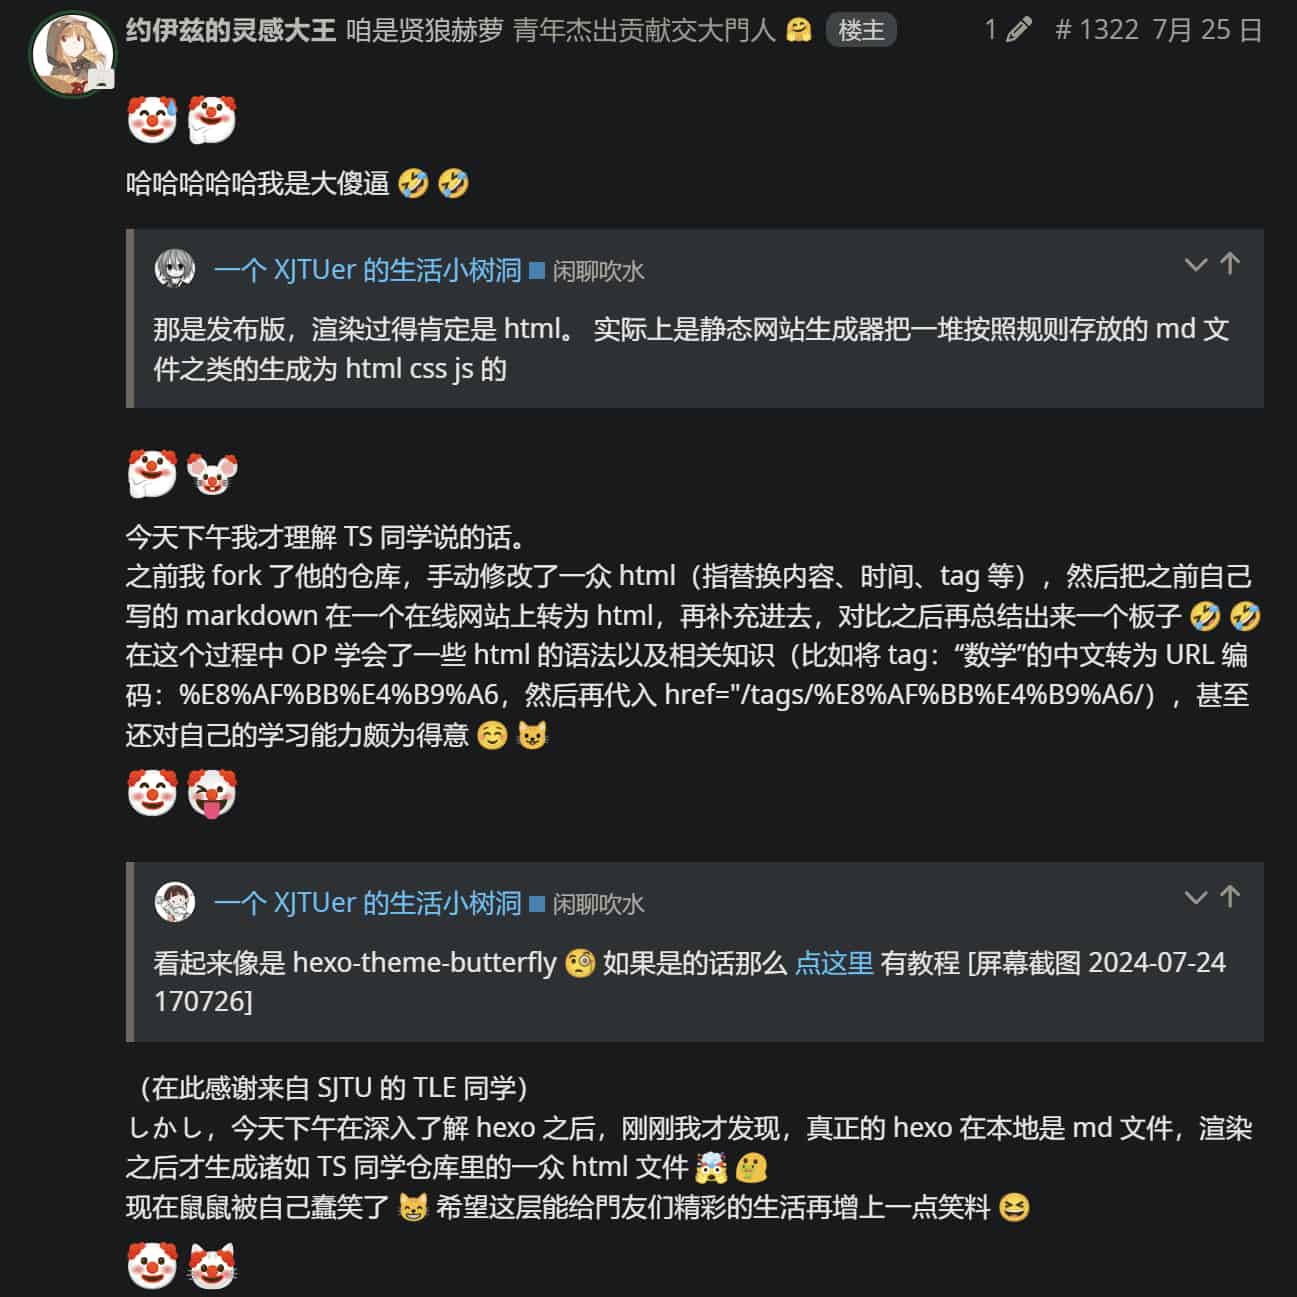 约伊兹的灵感大王 咱是贤狼赫萝 青年杰出贡献交大門人 🤗 楼主 1 # 1322 7月 25 日
哈哈哈哈哈我是大傻逼 🤣 🤣
一个 XJTUer 的生活小树洞 闲聊吹水
那是发布版，渲染过得肯定是 html。 实际上是静态网站生成器把一堆按照规则存放的 md 文
件之类的生成为 html css js 的
今天下午我才理解 TS 同学说的话。
之前我 fork 了他的仓库，手动修改了一众 html（指替换内容、时间、tag 等），然后把之前自己
写的 markdown 在一个在线网站上转为 html，再补充进去，对比之后再总结出来一个板子 🤣 🤣
在这个过程中 OP 学会了一些 html 的语法以及相关知识（比如将 tag：“数学”的中文转为 URL 编
码：%E8%AF%BB%E4%B9%A6，然后再代入 href="/tags/%E8%AF%BB%E4%B9%A6/），甚至
还对自己的学习能力颇为得意 ☺️ 😺
一个 XJTUer 的生活小树洞 闲聊吹水
看起来像是 hexo-theme-butterfly 🧐 如果是的话那么 点这里 有教程 [屏幕截图 2024-07-24
170726]
（在此感谢来自 SJTU 的 TLE 同学）
しかし，今天下午在深入了解 hexo 之后，刚刚我才发现，真正的 hexo 在本地是 md 文件，渲染
之后才生成诸如 TS 同学仓库里的一众 html 文件
现在鼠鼠被自己蠢笑了 😸 希望这层能给門友们精彩的生活再增上一点笑料 😆